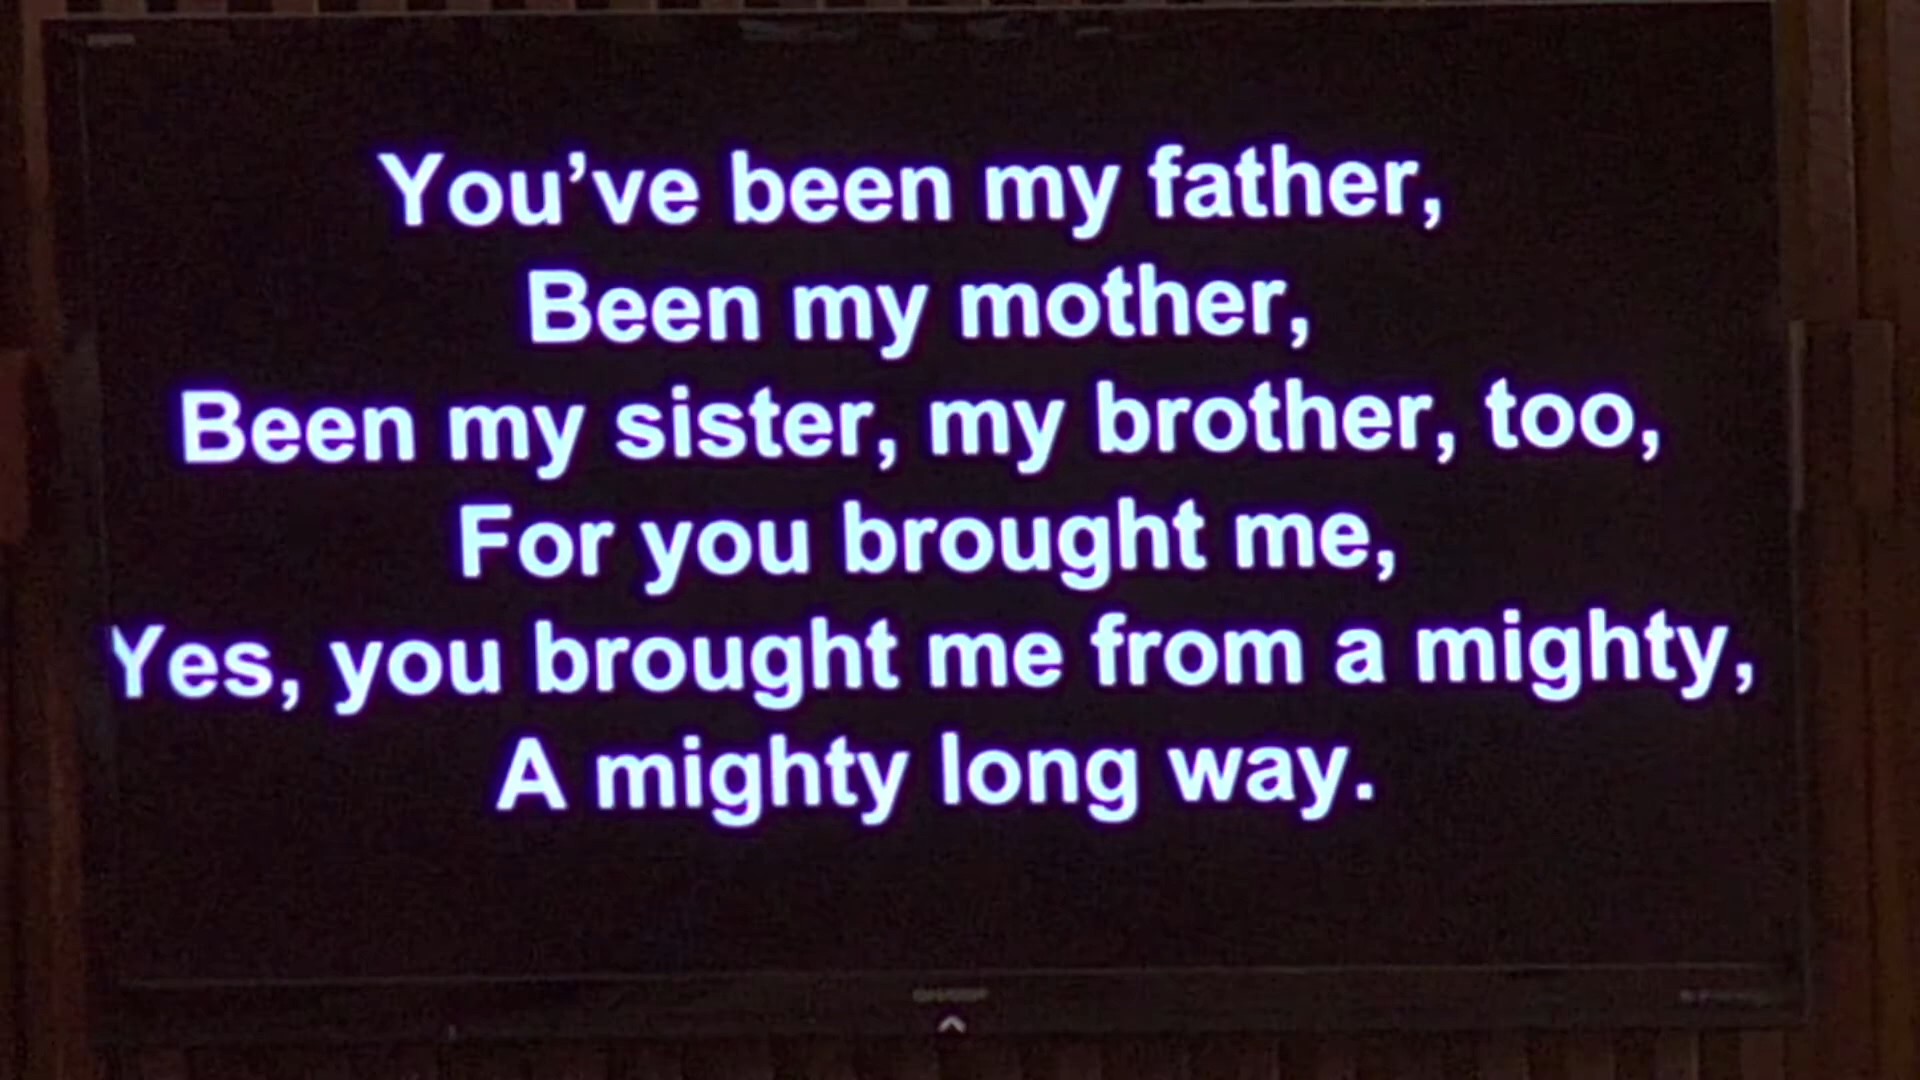 You’ve been my father,
Been my mother,
Been my sister, my brother, too,
For you brought me,
Yes, you brought me from a mighty,
A mighty long way.